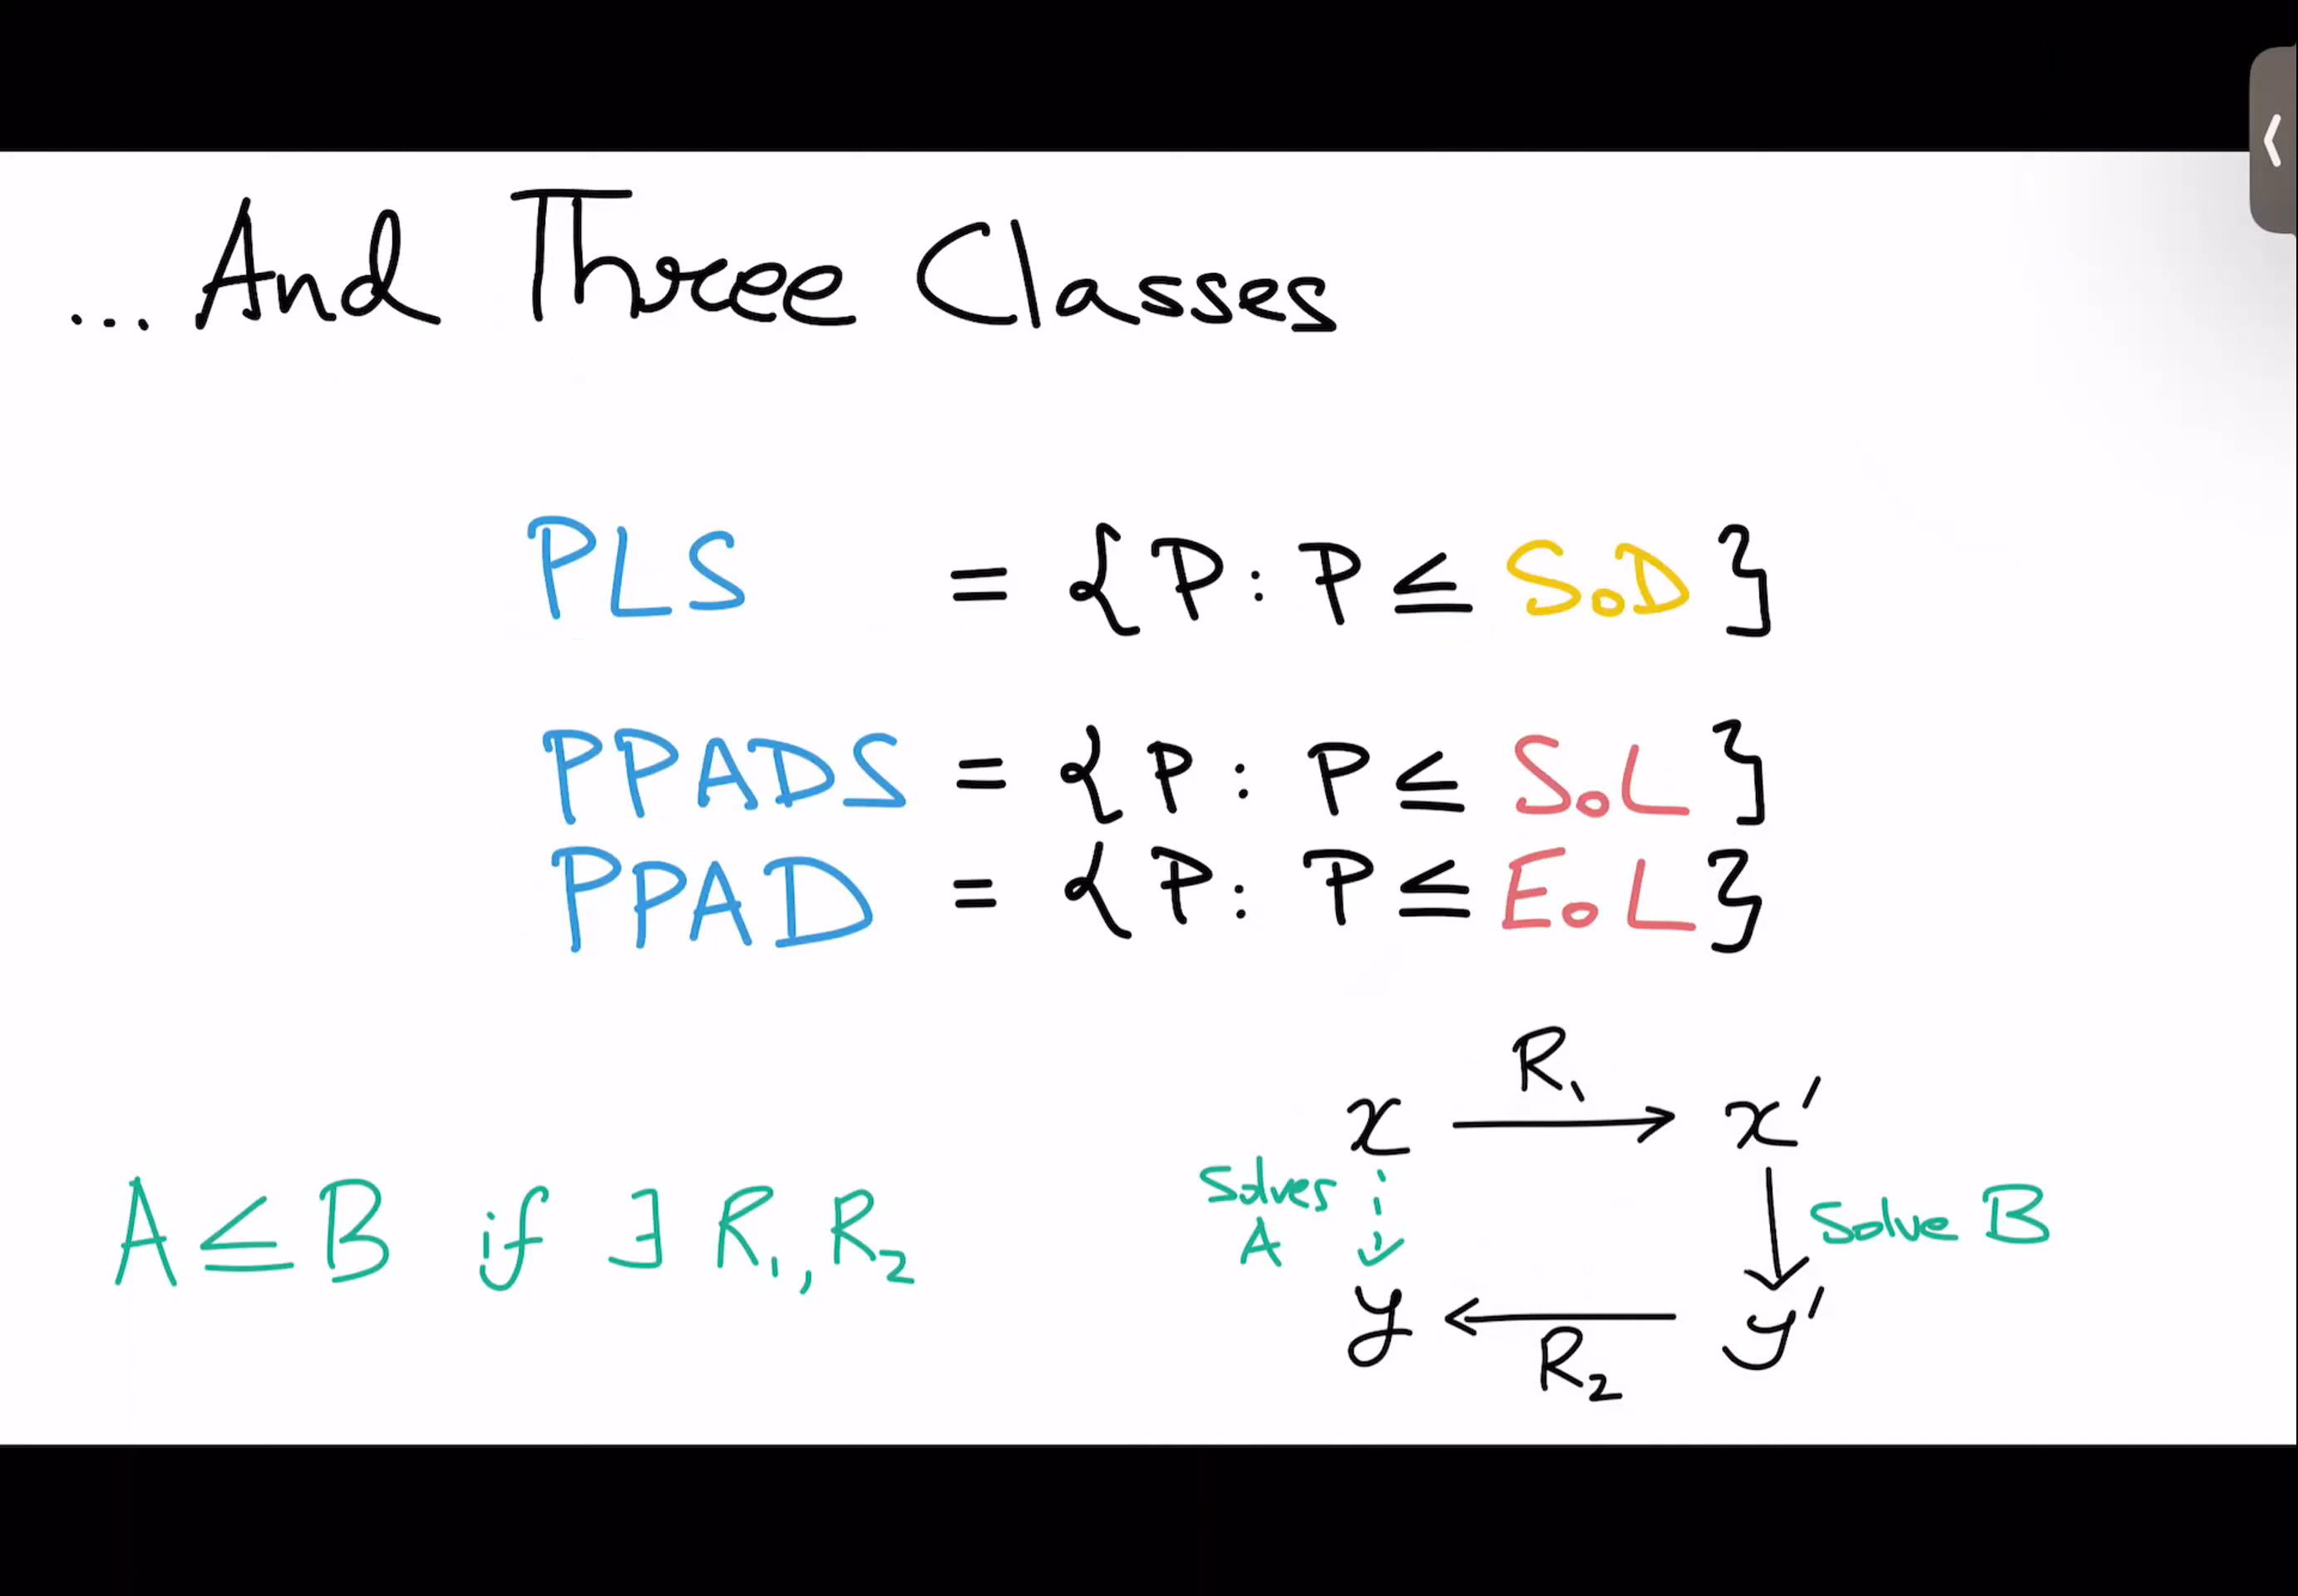 ... And Three Classes
PLS = { P : P ≤ SoD }
PPADS = { P : P ≤ SoL }
PPAD = { P : P ≤ EoL }
R₁
x → x′
Solves A
Solve B
A ≤ B if ∃ R₁, R₂
y ← y′
R₂